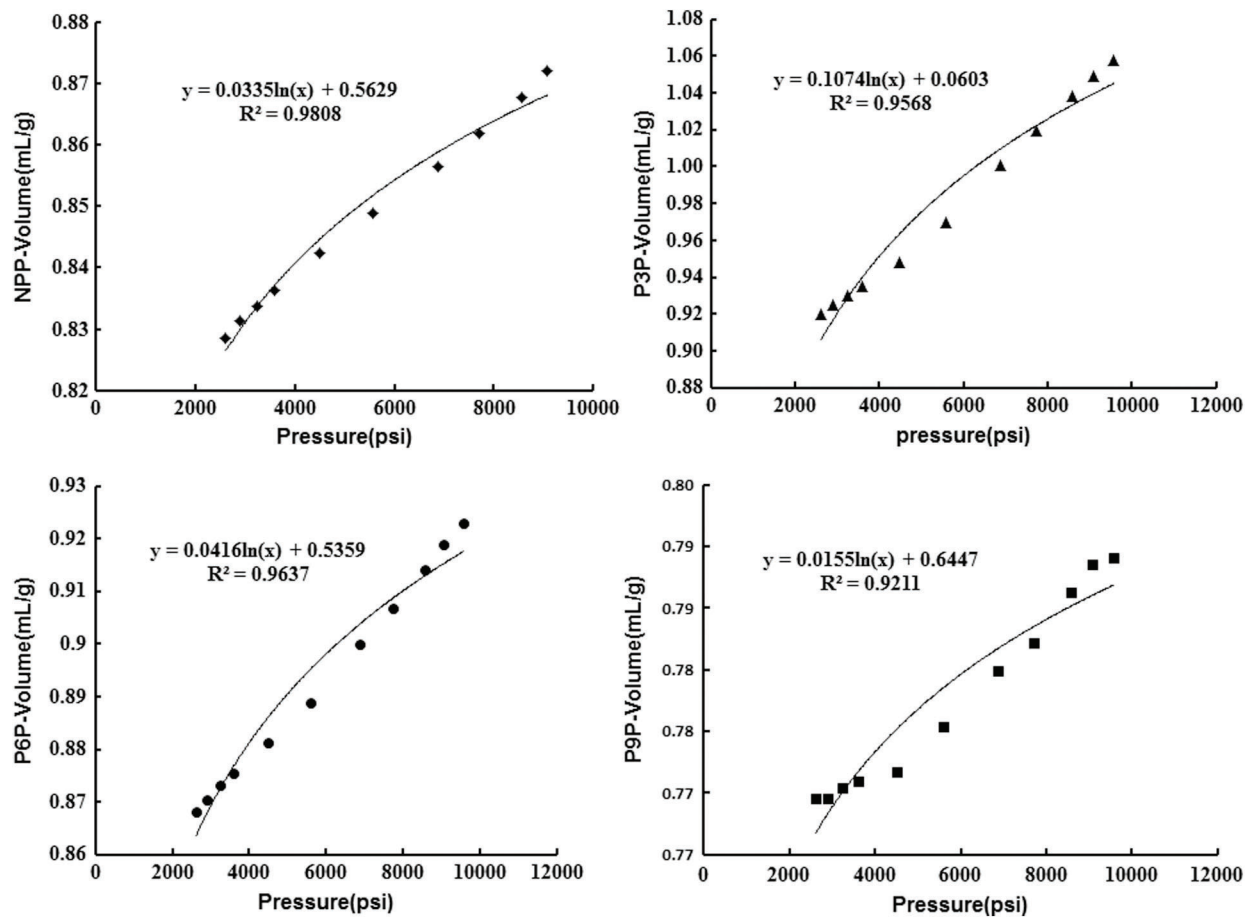 0.88
0.87
0.86
0.85
0.84
0.83
0.82
NPP-Volume(mL/g)
y = 0.0335ln(x) + 0.5629
R² = 0.9808
0 2000 4000 6000 8000 10000
Pressure(psi)
1.08
1.06
1.04
1.02
1.00
0.98
0.96
0.94
0.92
0.90
0.88
P3P-Volume(mL/g)
y = 0.1074ln(x) + 0.0603
R² = 0.9568
0 2000 4000 6000 8000 10000 12000
pressure(psi)
0.93
0.92
0.91
0.9
0.89
0.88
0.87
0.86
P6P-Volume(mL/g)
y = 0.0416ln(x) + 0.5359
R² = 0.9637
0 2000 4000 6000 8000 10000 12000
Pressure(psi)
0.80
0.79
0.79
0.78
0.78
0.77
0.77
P9P-Volume(mL/g)
y = 0.0155ln(x) + 0.6447
R² = 0.9211
0 2000 4000 6000 8000 10000 12000
Pressure(psi)